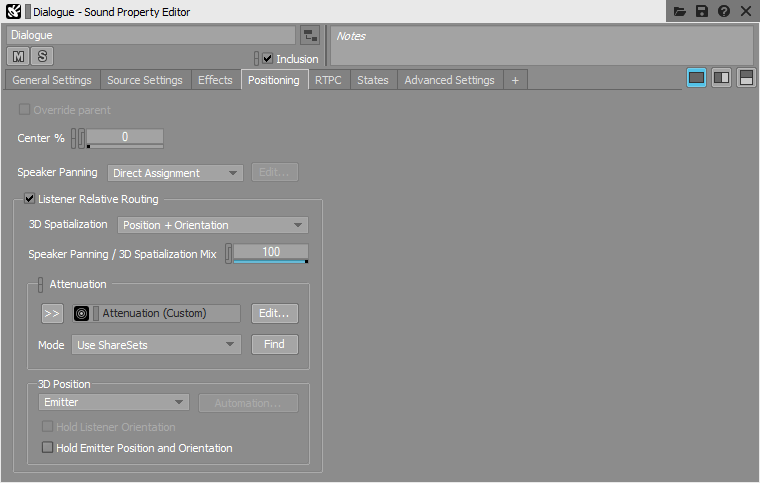 Dialogue - Sound Property Editor
Dialogue
Notes
M S
Inclusion
General Settings Source Settings Effects Positioning RTPC States Advanced Settings +
Override parent
Center % 0
Speaker Panning Direct Assignment Edit...
Listener Relative Routing
3D Spatialization Position + Orientation
Speaker Panning / 3D Spatialization Mix 100
Attenuation
>> Attenuation (Custom) Edit...
Mode Use ShareSets Find
3D Position
Emitter Automation...
Hold Listener Orientation
Hold Emitter Position and Orientation